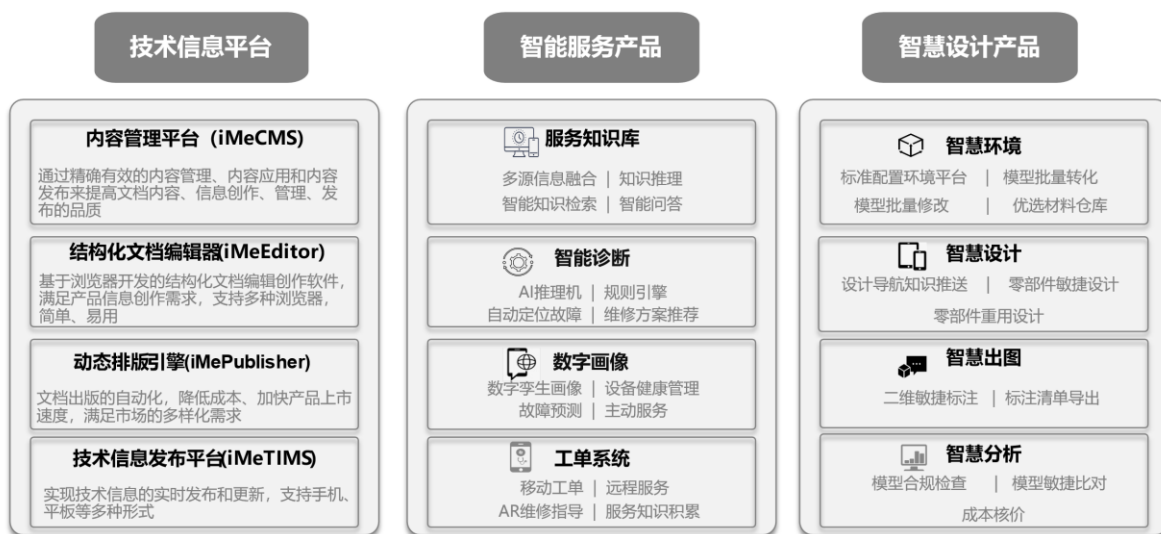 技术信息平台
内容管理平台（iMeCMS)
通过精确有效的内容管理、内容应用和内容
发布来提高文档内容、信息创作、管理、发
布的品质
结构化文档编辑器(iMeEditor)
基于浏览器开发的结构化文档编辑创作软件，
满足产品信息创作需求，支持多种浏览器，
简单、易用
动态排版引擎(iMePublisher)
文档出版的自动化，降低成本、加快产品上市
速度，满足市场的多样化需求
技术信息发布平台(iMeTIMS)
实现技术信息的实时发布和更新，支持手机、
平板等多种形式
智能服务产品
服务知识库
多源信息融合 | 知识推理
智能知识检索 | 智能问答
智能诊断
AI推理机 | 规则引擎
自动定位故障 | 维修方案推荐
数字画像
数字孪生画像 | 设备健康管理
故障预测 | 主动服务
工单系统
移动工单 | 远程服务
AR维修指导 | 服务知识积累
智慧设计产品
智慧环境
标准配置环境平台 | 模型批量转化
模型批量修改 | 优选材料仓库
智慧设计
设计导航知识推送 | 零部件敏捷设计
零部件重用设计
智慧出图
二维敏捷标注 | 标注清单导出
智慧分析
模型合规检查 | 模型敏捷比对
成本核价